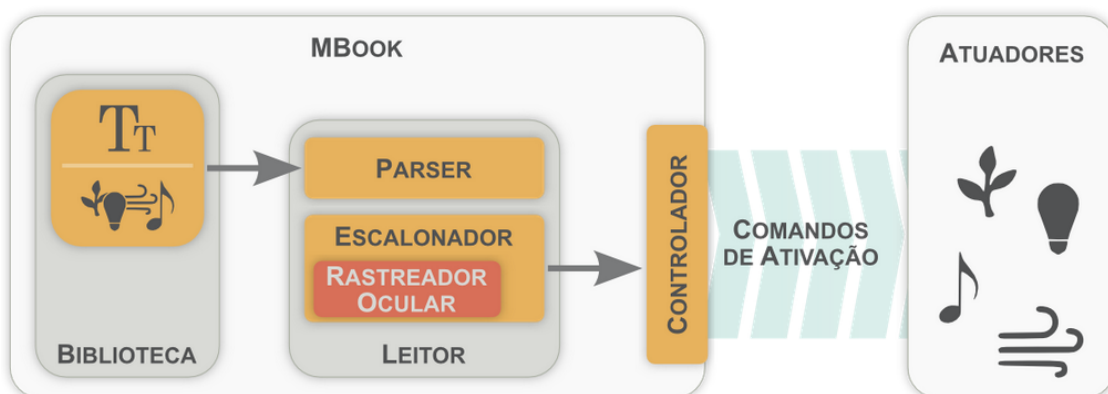 MBOOK
ATUADORES
TT
PARSER
ESCALONADOR
RASTREADOR
OCULAR
CONTROLADOR
COMANDOS
DE ATIVAÇÃO
BIBLIOTECA
LEITOR